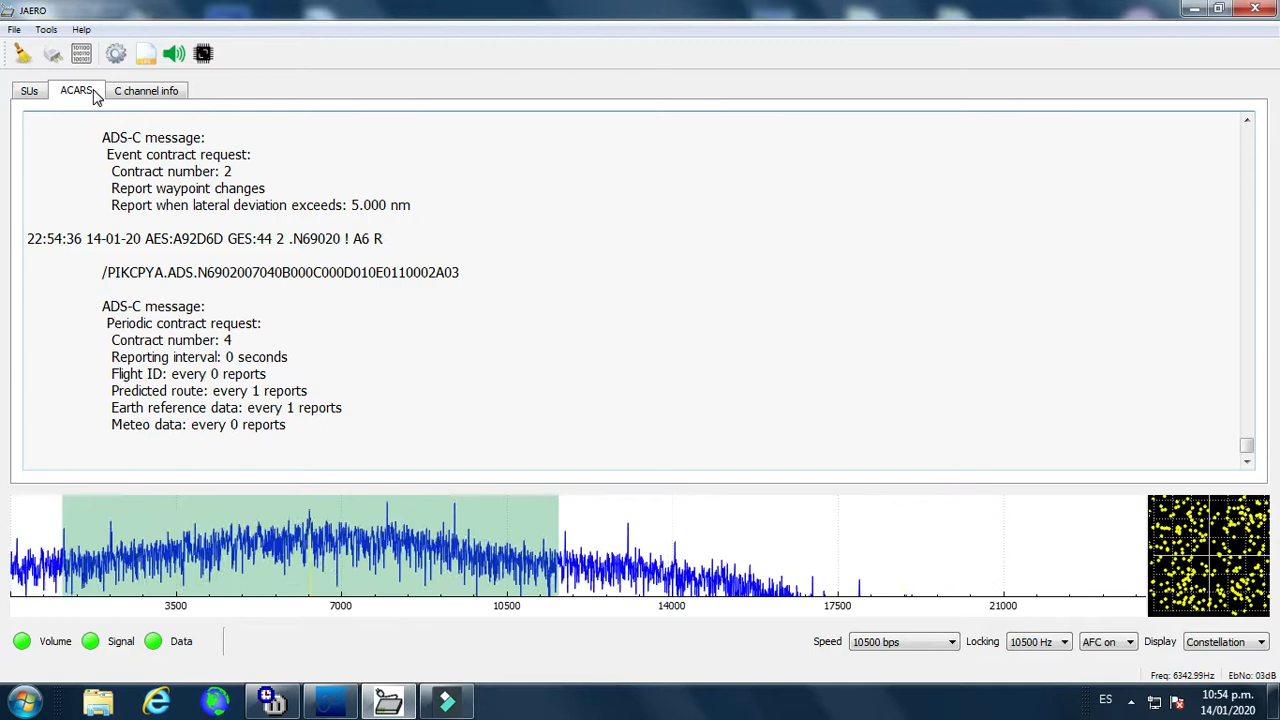 JAERO
File Tools Help
SUs ACARS C channel info
ADS-C message:
Event contract request:
Contract number: 2
Report waypoint changes
Report when lateral deviation exceeds: 5.000 nm
22:54:36 14-01-20 AES:A92D6D GES:44 2 .N69020 ! A6 R
/PIKCPYA.ADS.N6902007040B000C000D010E0110002A03
ADS-C message:
Periodic contract request:
Contract number: 4
Reporting interval: 0 seconds
Flight ID: every 0 reports
Predicted route: every 1 reports
Earth reference data: every 1 reports
Meteo data: every 0 reports
3500 7000 10500 14000 17500 21000
Volume Signal Data Speed 10500 bps Locking 10500 Hz AFC on Display Constellation
Freq: 6342.99Hz EbNo: 03dB
ES 10:54 p.m.
14/01/2020